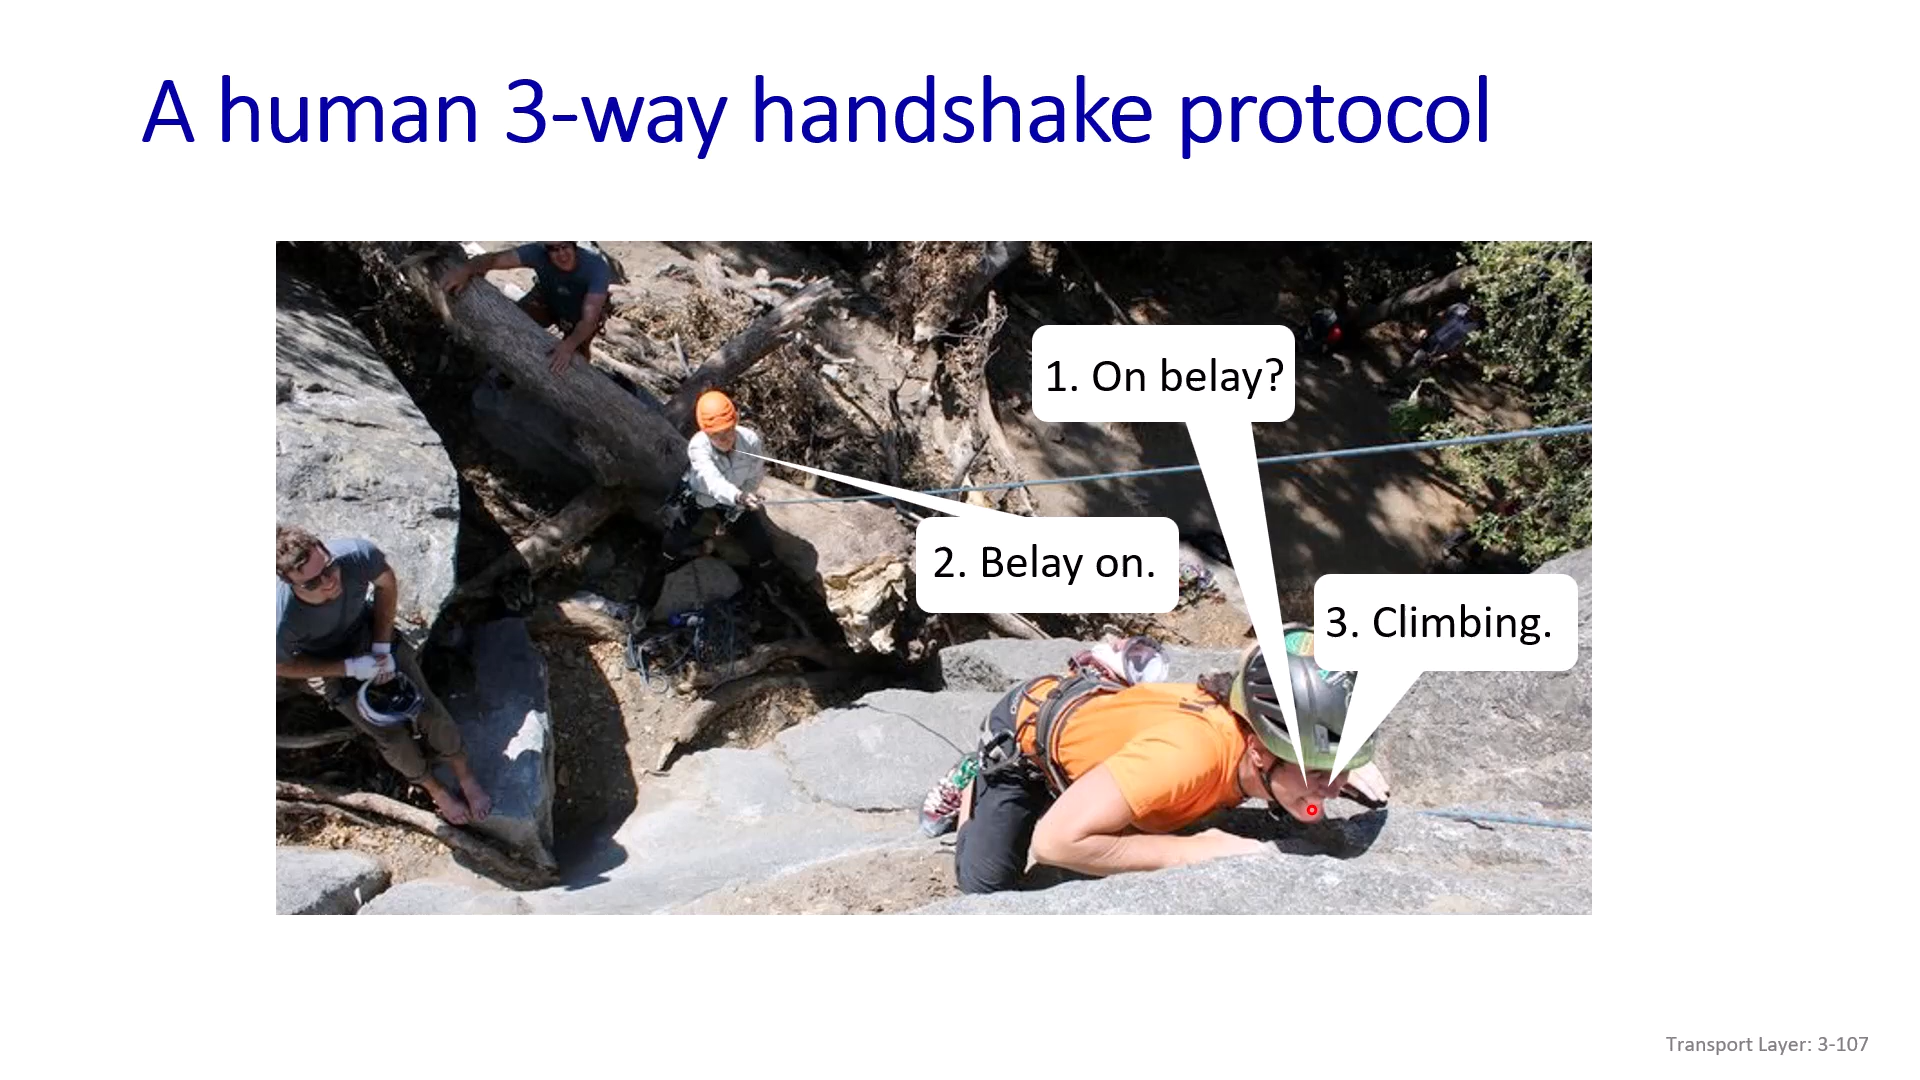 A human 3-way handshake protocol
1. On belay?
2. Belay on.
3. Climbing.
Transport Layer: 3-107